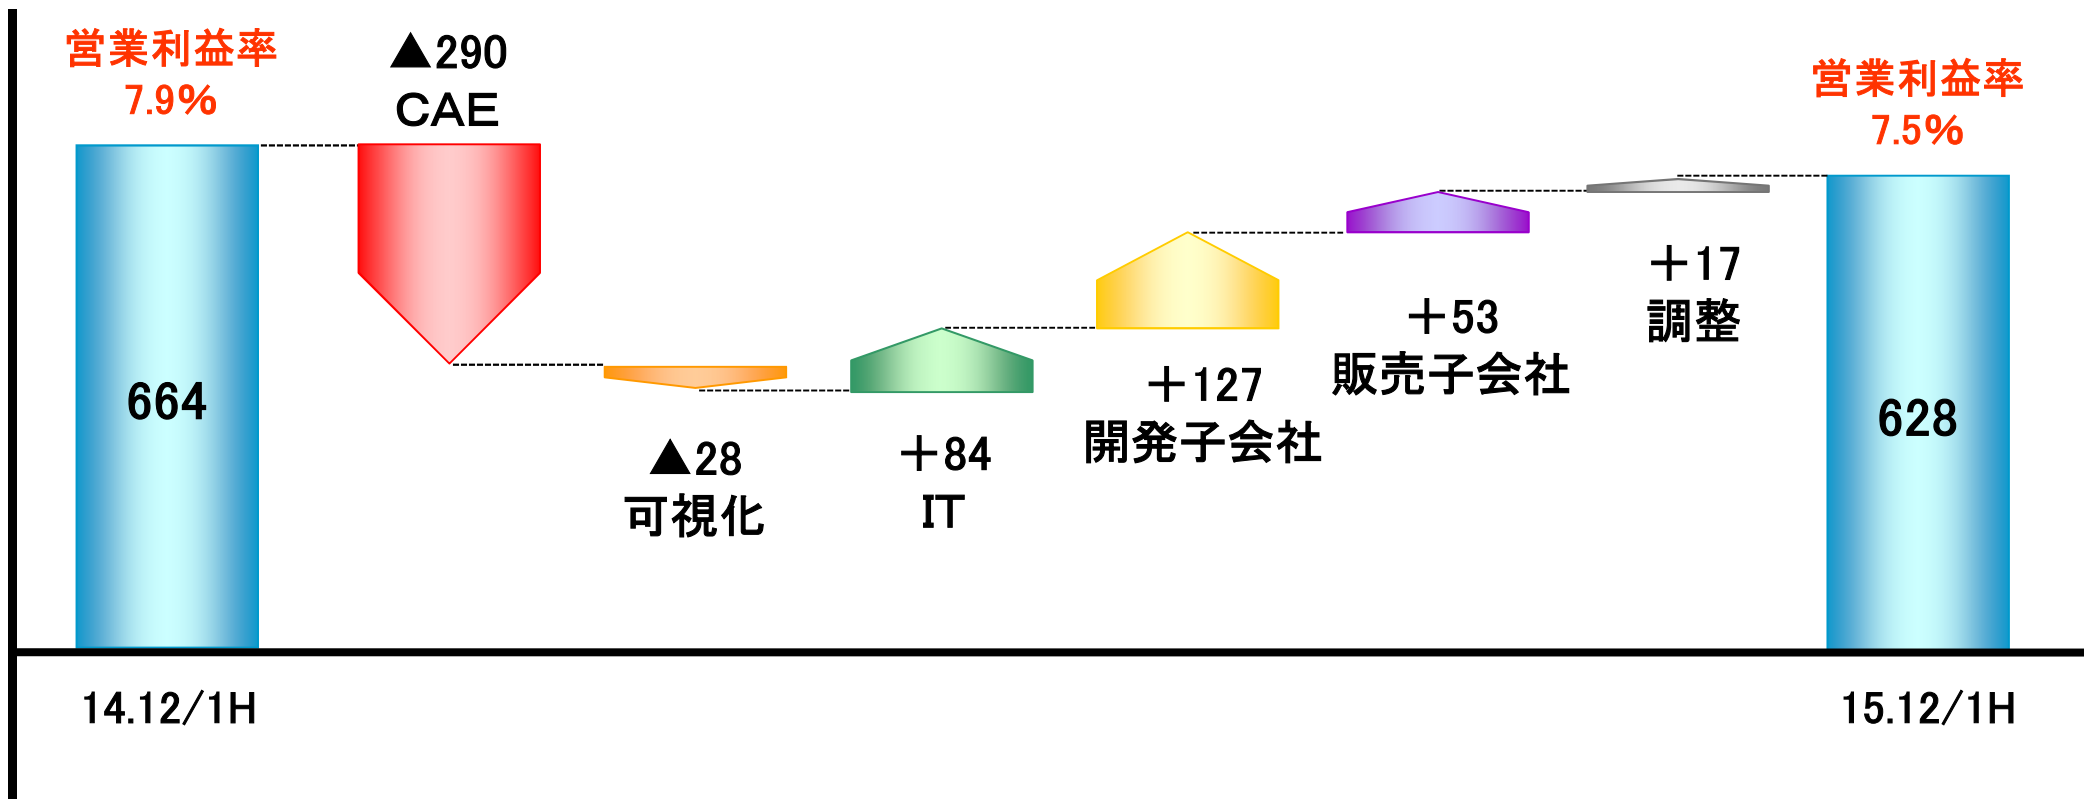 営業利益率
7.9%
▲290
CAE
営業利益率
7.5%
664
▲28
可視化
+84
IT
+127
開発子会社
+53
販売子会社
+17
調整
628
14.12/1H
15.12/1H